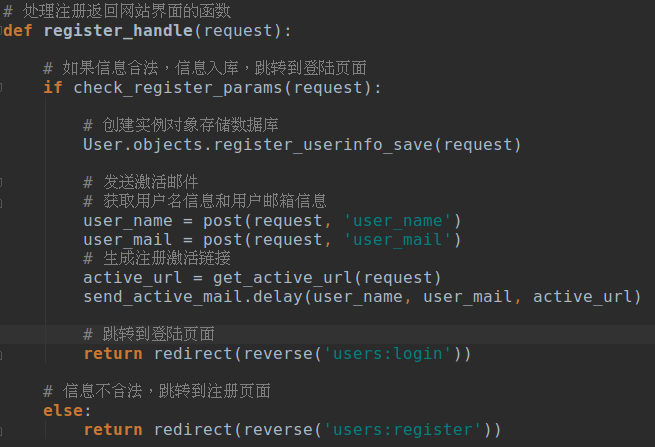 # 处理注册返回网站界面的函数
def register_handle(request):
# 如果信息合法，信息入库，跳转到登陆页面
if check_register_params(request):
# 创建实例对象存储数据库
User.objects.register_userinfo_save(request)
# 发送激活邮件
# 获取用户名信息和用户邮箱信息
user_name = post(request, 'user_name')
user_mail = post(request, 'user_mail')
# 生成注册激活链接
active_url = get_active_url(request)
send_active_mail.delay(user_name, user_mail, active_url)
# 跳转到登陆页面
return redirect(reverse('users:login'))
# 信息不合法，跳转到注册页面
else:
return redirect(reverse('users:register'))